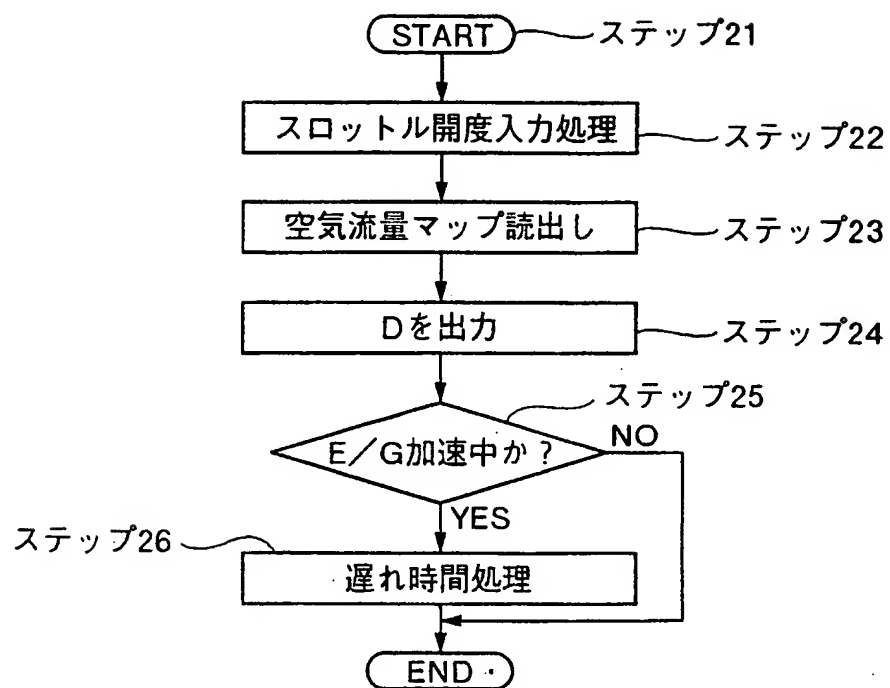 START
ステップ21
スロットル開度入力処理
ステップ22
空気流量マップ読出し
ステップ23
Dを出力
ステップ24
ステップ25
E/G加速中か?
NO
YES
ステップ26
遅れ時間処理
END